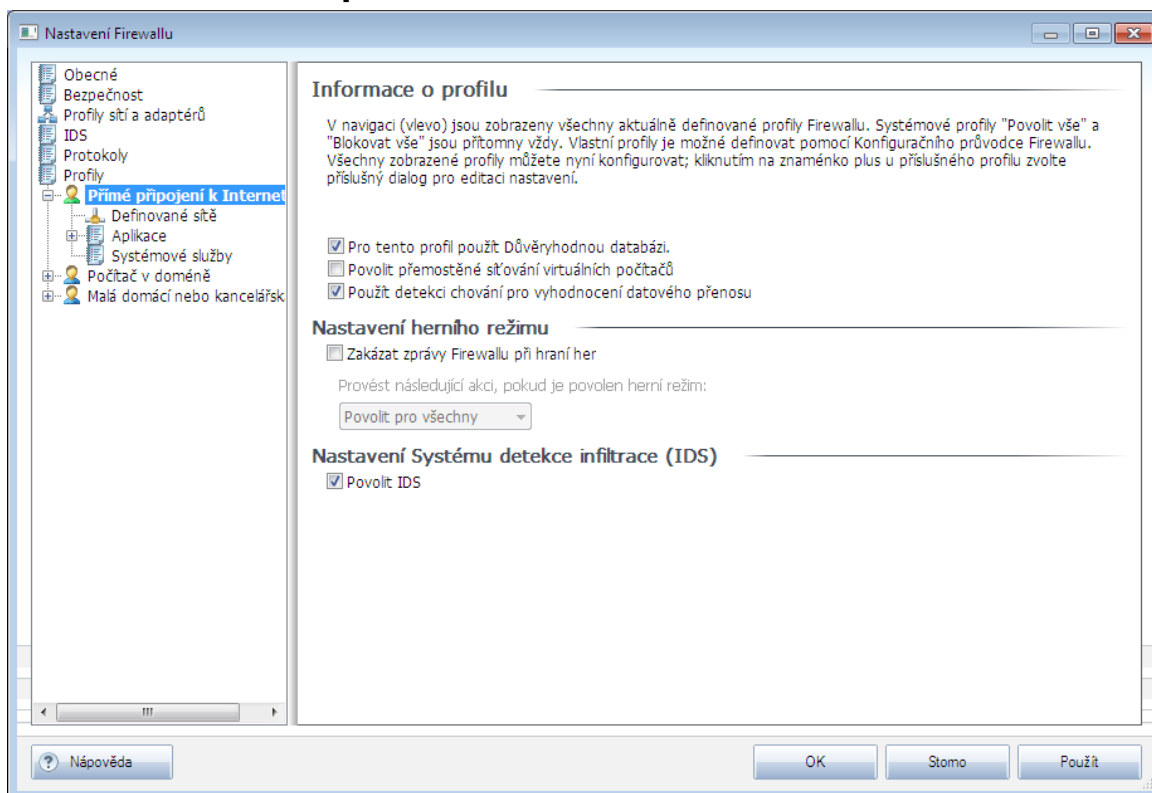 Nastavení Firewallu
Obecné
Bezpečnost
Profily sítí a adaptérů
IDS
Protokoly
Profily
Přímé připojení k Internet
Definované sítě
Aplikace
Systémové služby
Počítač v doméně
Malá domácí nebo kancelářsk
Informace o profilu
V navigaci (vlevo) jsou zobrazeny všechny aktuálně definované profily Firewallu. Systémové profily "Povolit vše" a
"Blokovat vše" jsou přítomny vždy. Vlastní profily je možné definovat pomocí Konfiguračního průvodce Firewallu.
Všechny zobrazené profily můžete nyní konfigurovat; kliknutím na znaménko plus u příslušného profilu zvolte
příslušný dialog pro editaci nastavení.
Pro tento profil použít Důvěryhodnou databázi.
Povolit přemostěné síťování virtuálních počítačů
Použít detekci chování pro vyhodnocení datového přenosu
Nastavení herního režimu
Zakázat zprávy Firewallu při hraní her
Provést následující akci, pokud je povolen herní režim:
Povolit pro všechny
Nastavení Systému detekce infiltrace (IDS)
Povolit IDS
Nápověda
OK
Storno
Použít